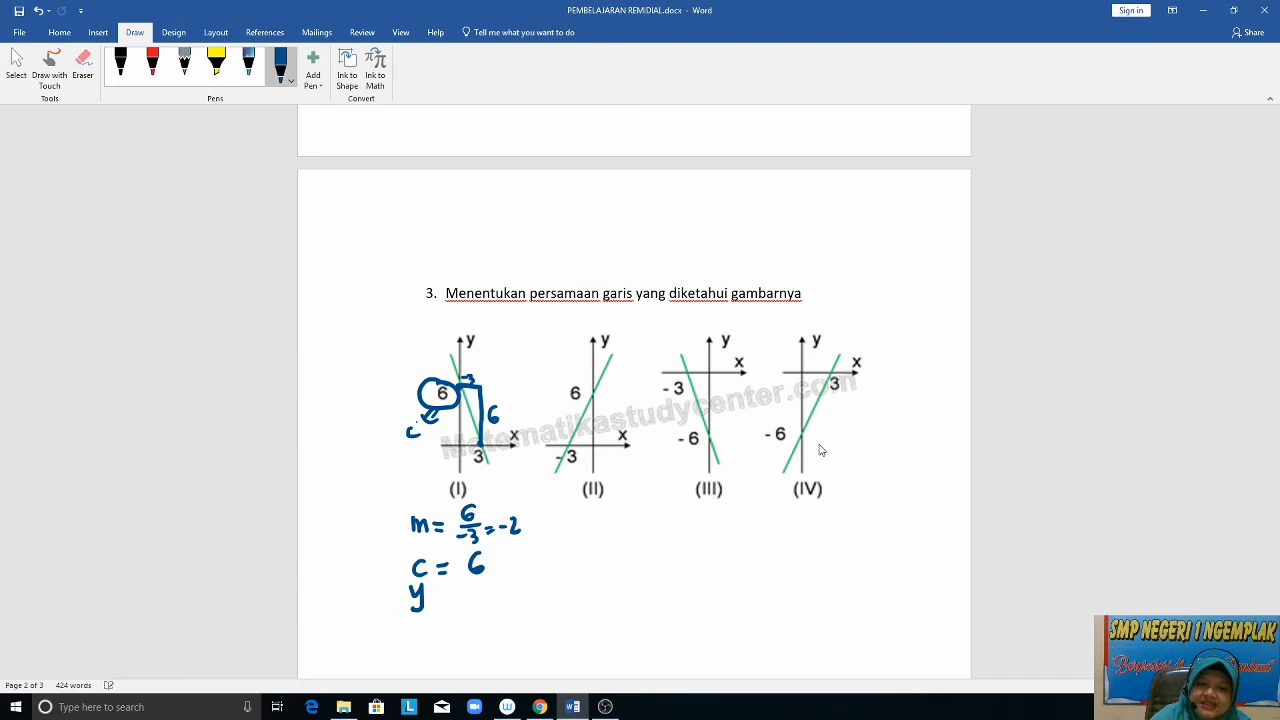 PEMBELAJARAN REMIDIAL.docx - Word
Sign in
File Home Insert Draw Design Layout References Mailings Review View Help Tell me what you want to do Share
Select Draw with Touch Eraser Add Pen Ink to Shape Ink to Math
Tools Pens Convert
3. Menentukan persamaan garis yang diketahui gambarnya
y y y y
x x
-3 6 6 - 3 3
6
c x x - 6 - 6
Matematikastudycenter.com
3 -3
(I) (II) (III) (IV)
m = 6/-3 = -2
c = 6
y
SMP NEGERI 1 NGEMPLAK
Page 2 of 3 424 words
Type here to search